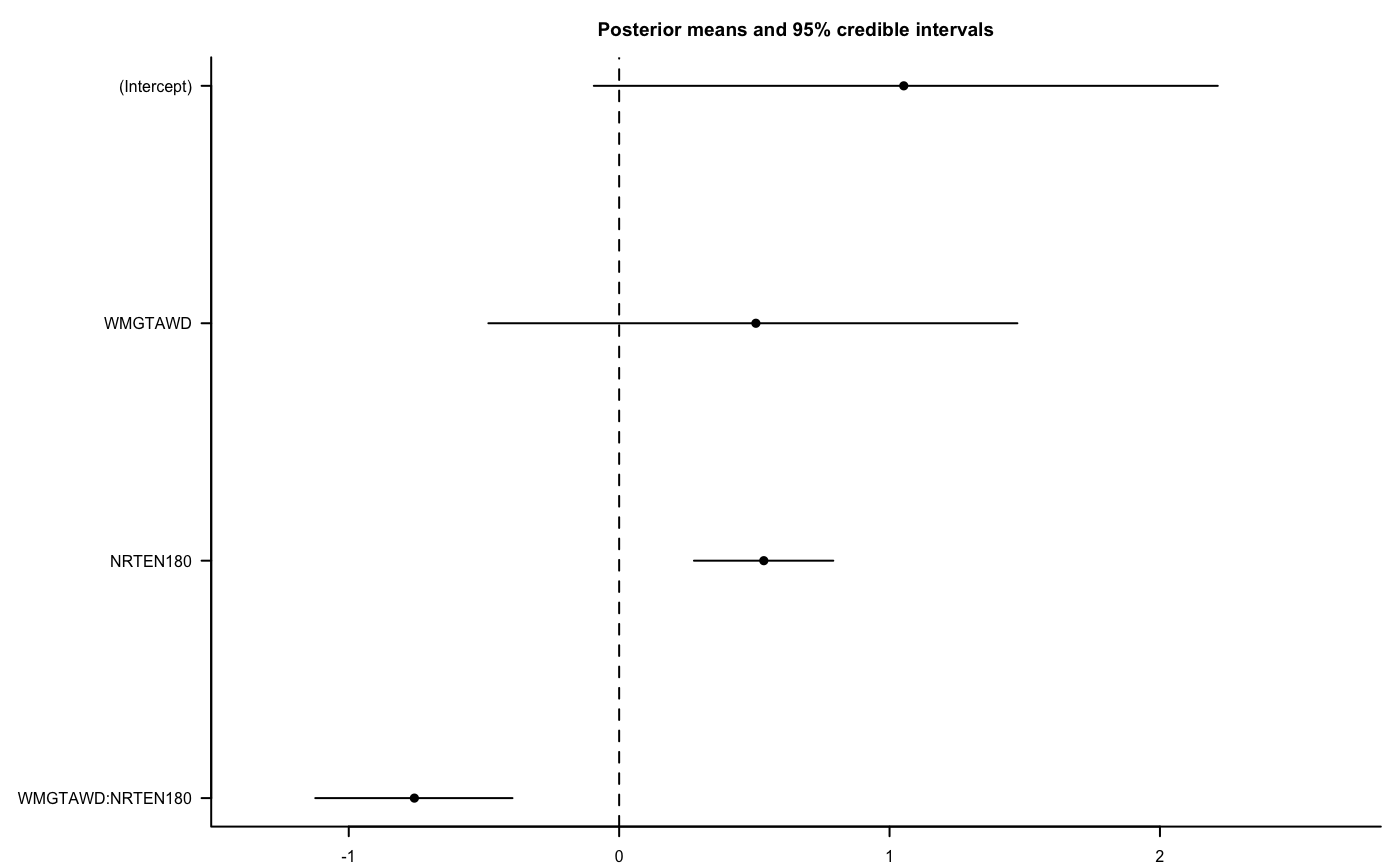 Posterior means and 95% credible intervals
(Intercept)
WMGTAWD
NRTEN180
WMGTAWD:NRTEN180
-1 0 1 2